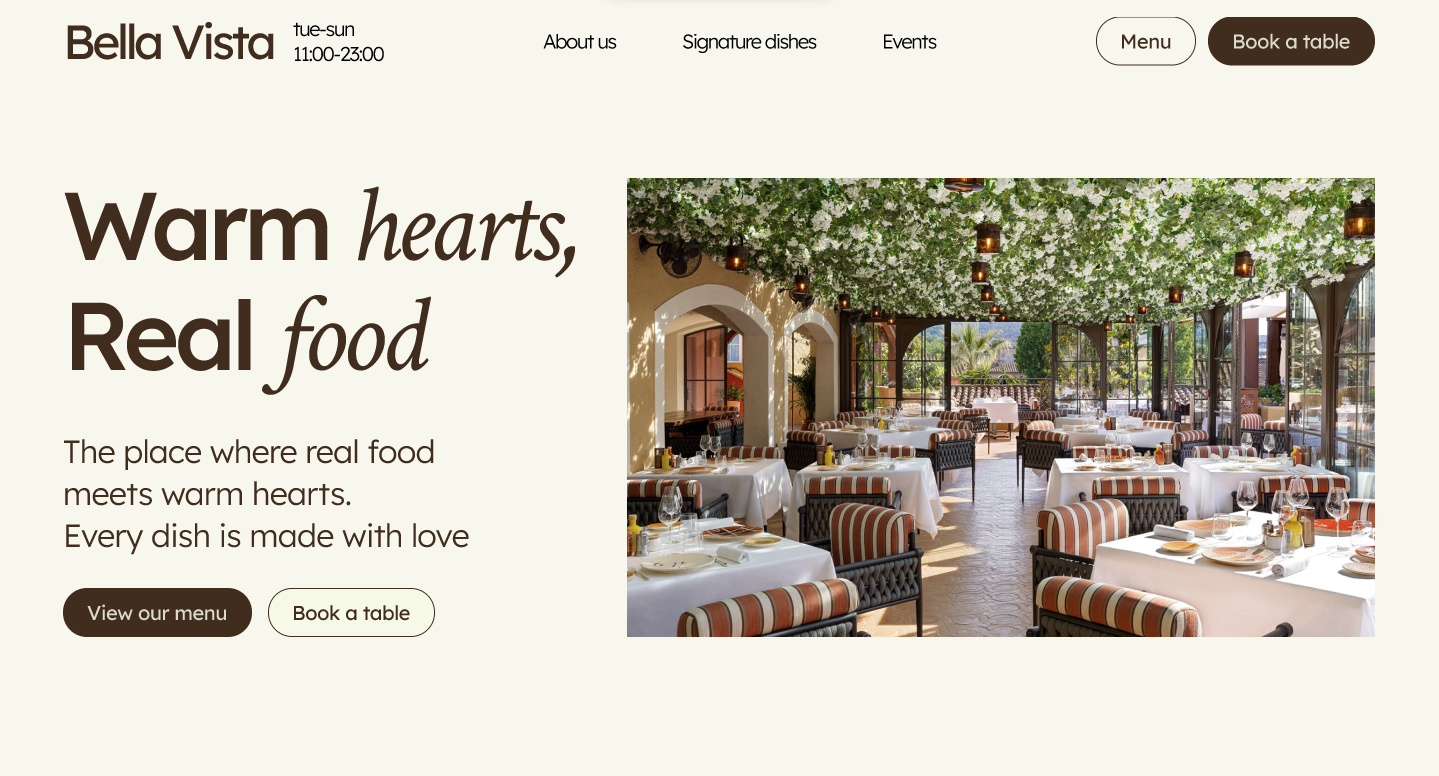 Bella Vista
tue-sun
11:00-23:00
About us
Signature dishes
Events
Menu
Book a table
Warm hearts,
Real food
The place where real food
meets warm hearts.
Every dish is made with love
View our menu
Book a table